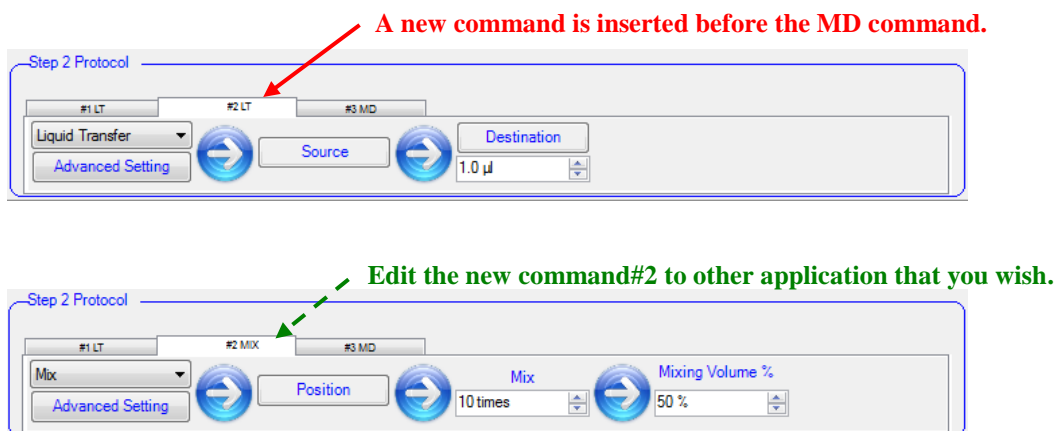 A new command is inserted before the MD command.
Step 2 Protocol
#1 LT #2 LT #3 MD
Liquid Transfer Source Destination
Advanced Setting 1.0 µl
Edit the new command#2 to other application that you wish.
Step 2 Protocol
#1 LT #2 MIX #3 MD
Mix Position Mix Mixing Volume %
Advanced Setting 10 times 50 %